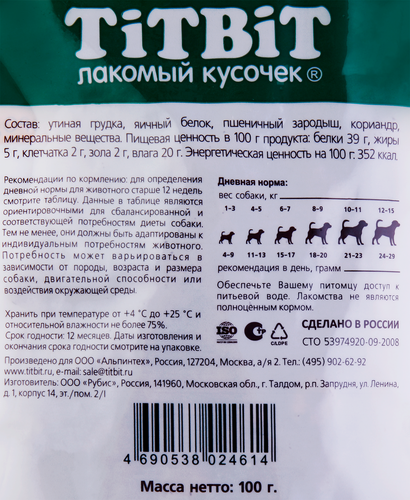 TiTBiT
лакомый кусочек®
Состав: утиная грудка, яичный белок, пшеничный зародыш, кориандр,
минеральные вещества. Пищевая ценность в 100 г продукта: белки 39 г, жиры
5 г, клетчатка 2 г, зола 2 г, влага 20 г. Энергетическая ценность на 100 г: 352 ккал.
Рекомендации по кормлению: для определения
дневной нормы для животного старше 12 недель
смотрите таблицу. Данные в таблице являются
ориентировочными для сбалансированной и
соответствующей потребностям диеты собаки.
Тем не менее, они должны быть адаптированы к
индивидуальным потребностям животного.
Потребность может варьироваться в
зависимости от породы, возраста и размера
собаки, двигательной способности или
воздействия окружающей среды.
Дневная норма:
вес собаки, кг
1-3 4-5 6-7 8-9 10-11 12-15
4-9 11-13 15-17 18-20 21-23 24-29
рекомендация в день, грамм
Обеспечьте Вашему питомцу доступ к
питьевой воде. Лакомства не являются
полноценным кормом.
Хранить при температуре от +4 °С до +25 °С и
относительной влажности не более 75%.
Срок годности: 12 месяцев. Даты изготовления и
окончания срока годности смотрите на упаковке.
ISO
C/LDPE
СДЕЛАНО В РОССИИ
СТО 53974920-09-2008
Произведено для ООО «Альпинтех», Россия, 127204, Москва, а/я 2. Тел.: (495) 902-62-92
www.titbit.ru, e-mail: sale@titbit.ru
Изготовитель: ООО «Рубис», Россия, 141960, Московская обл., г. Талдом, р.п. Запрудня, ул. Ленина,
д.1, корпус 14, эт./пом. 2/I
4 690538 024614
Масса нетто: 100 г.